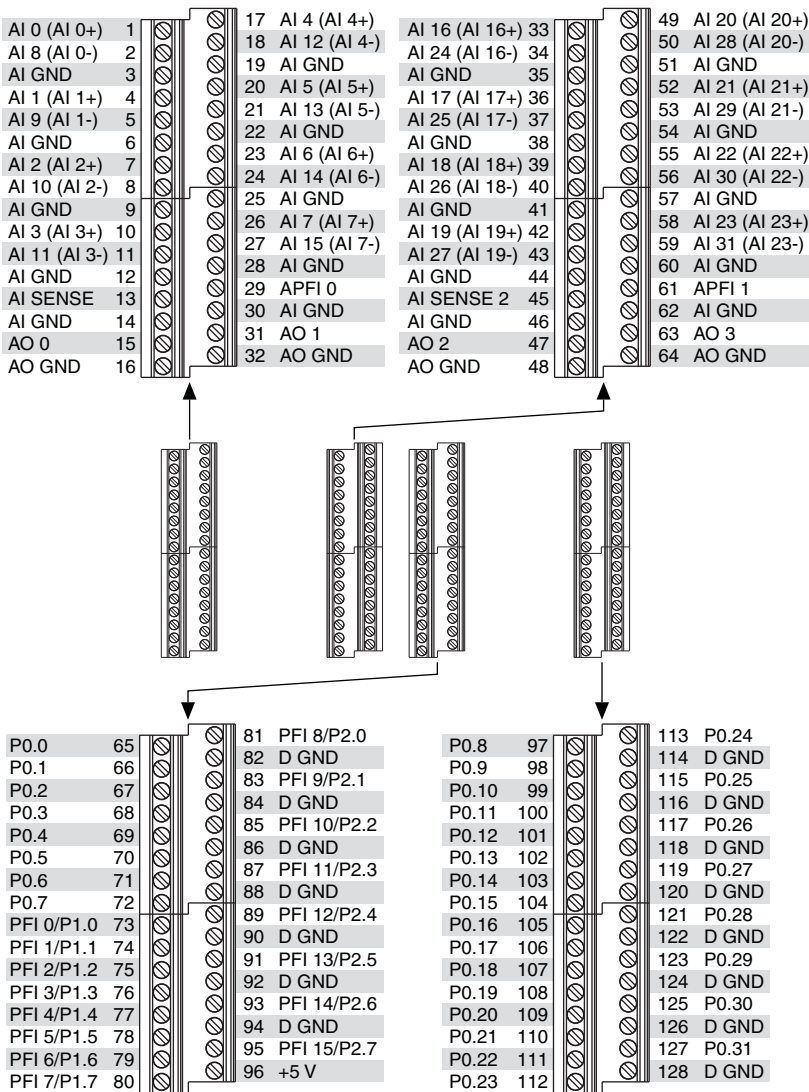 AI 0 (AI 0+) 1
AI 8 (AI 0-) 2
AI GND 3
AI 1 (AI 1+) 4
AI 9 (AI 1-) 5
AI GND 6
AI 2 (AI 2+) 7
AI 10 (AI 2-) 8
AI GND 9
AI 3 (AI 3+) 10
AI 11 (AI 3-) 11
AI GND 12
AI SENSE 13
AI GND 14
AO 0 15
AO GND 16
17 AI 4 (AI 4+)
18 AI 12 (AI 4-)
19 AI GND
20 AI 5 (AI 5+)
21 AI 13 (AI 5-)
22 AI GND
23 AI 6 (AI 6+)
24 AI 14 (AI 6-)
25 AI GND
26 AI 7 (AI 7+)
27 AI 15 (AI 7-)
28 AI GND
29 APFI 0
30 AI GND
31 AO 1
32 AO GND
AI 16 (AI 16+) 33
AI 24 (AI 16-) 34
AI GND 35
AI 17 (AI 17+) 36
AI 25 (AI 17-) 37
AI GND 38
AI 18 (AI 18+) 39
AI 26 (AI 18-) 40
AI GND 41
AI 19 (AI 19+) 42
AI 27 (AI 19-) 43
AI GND 44
AI SENSE 2 45
AI GND 46
AO 2 47
AO GND 48
49 AI 20 (AI 20+)
50 AI 28 (AI 20-)
51 AI GND
52 AI 21 (AI 21+)
53 AI 29 (AI 21-)
54 AI GND
55 AI 22 (AI 22+)
56 AI 30 (AI 22-)
57 AI GND
58 AI 23 (AI 23+)
59 AI 31 (AI 23-)
60 AI GND
61 APFI 1
62 AI GND
63 AO 3
64 AO GND
P0.0 65
P0.1 66
P0.2 67
P0.3 68
P0.4 69
P0.5 70
P0.6 71
P0.7 72
PFI 0/P1.0 73
PFI 1/P1.1 74
PFI 2/P1.2 75
PFI 3/P1.3 76
PFI 4/P1.4 77
PFI 5/P1.5 78
PFI 6/P1.6 79
PFI 7/P1.7 80
81 PFI 8/P2.0
82 D GND
83 PFI 9/P2.1
84 D GND
85 PFI 10/P2.2
86 D GND
87 PFI 11/P2.3
88 D GND
89 PFI 12/P2.4
90 D GND
91 PFI 13/P2.5
92 D GND
93 PFI 14/P2.6
94 D GND
95 PFI 15/P2.7
96 +5 V
P0.8 97
P0.9 98
P0.10 99
P0.11 100
P0.12 101
P0.13 102
P0.14 103
P0.15 104
P0.16 105
P0.17 106
P0.18 107
P0.19 108
P0.20 109
P0.21 110
P0.22 111
P0.23 112
113 P0.24
114 D GND
115 P0.25
116 D GND
117 P0.26
118 D GND
119 P0.27
120 D GND
121 P0.28
122 D GND
123 P0.29
124 D GND
125 P0.30
126 D GND
127 P0.31
128 D GND